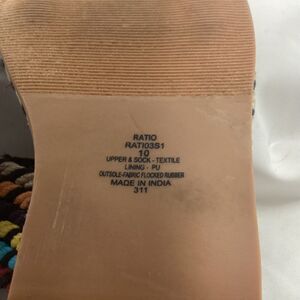 RATIO
RATI03S1
10
UPPER & SOCK - TEXTILE
LINING - PU
OUTSOLE-FABRIC FLOCKED RUBBER
MADE IN INDIA
311